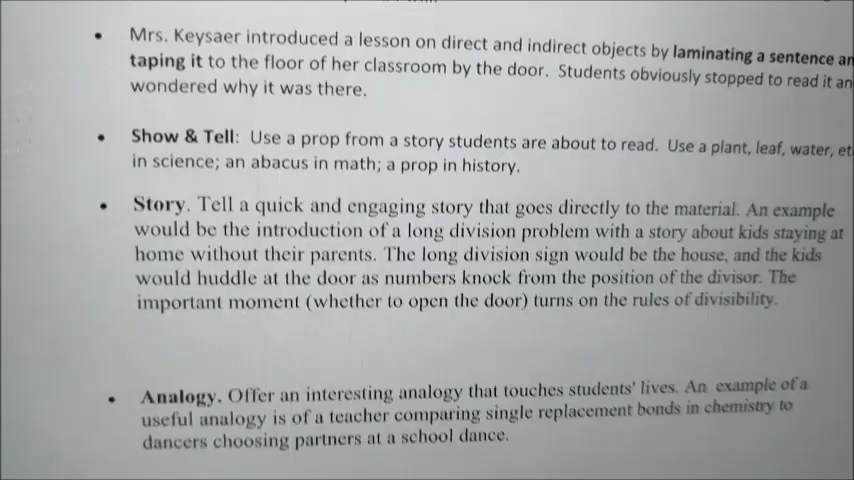 • Mrs. Keysaer introduced a lesson on direct and indirect objects by laminating a sentence an
taping it to the floor of her classroom by the door. Students obviously stopped to read it an
wondered why it was there.
• Show & Tell: Use a prop from a story students are about to read. Use a plant, leaf, water, et
in science; an abacus in math; a prop in history.
• Story. Tell a quick and engaging story that goes directly to the material. An example
would be the introduction of a long division problem with a story about kids staying at
home without their parents. The long division sign would be the house, and the kids
would huddle at the door as numbers knock from the position of the divisor. The
important moment (whether to open the door) turns on the rules of divisibility.
• Analogy. Offer an interesting analogy that touches students' lives. An example of a
useful analogy is of a teacher comparing single replacement bonds in chemistry to
dancers choosing partners at a school dance.